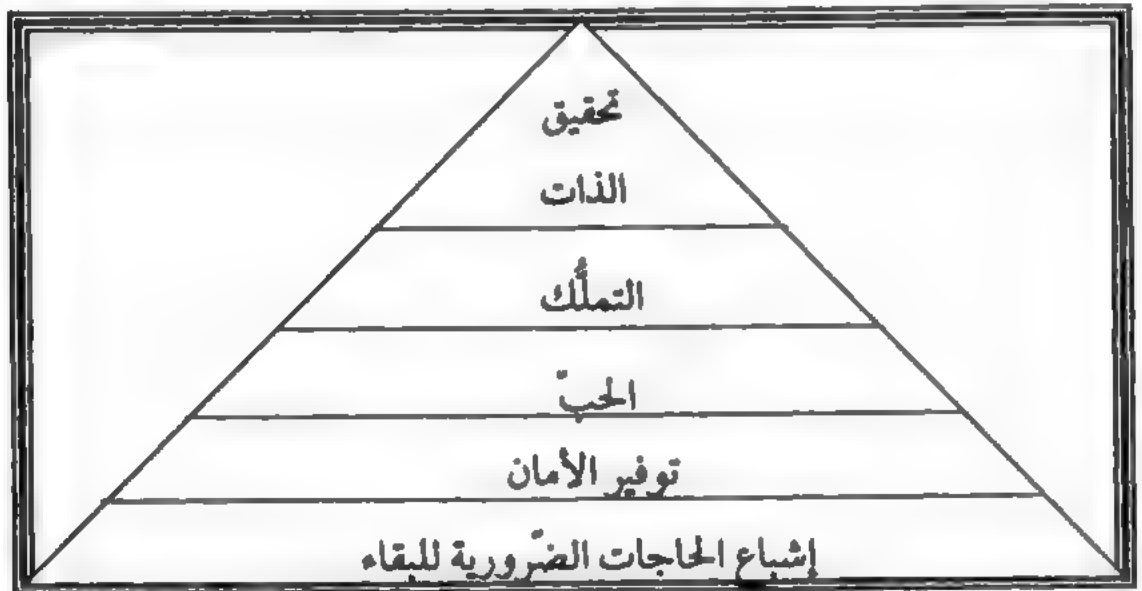 تحقيق
الذات
التملُّك
الحبّ
توفير الأمان
إشباع الحاجات الضّرورية للبقاء